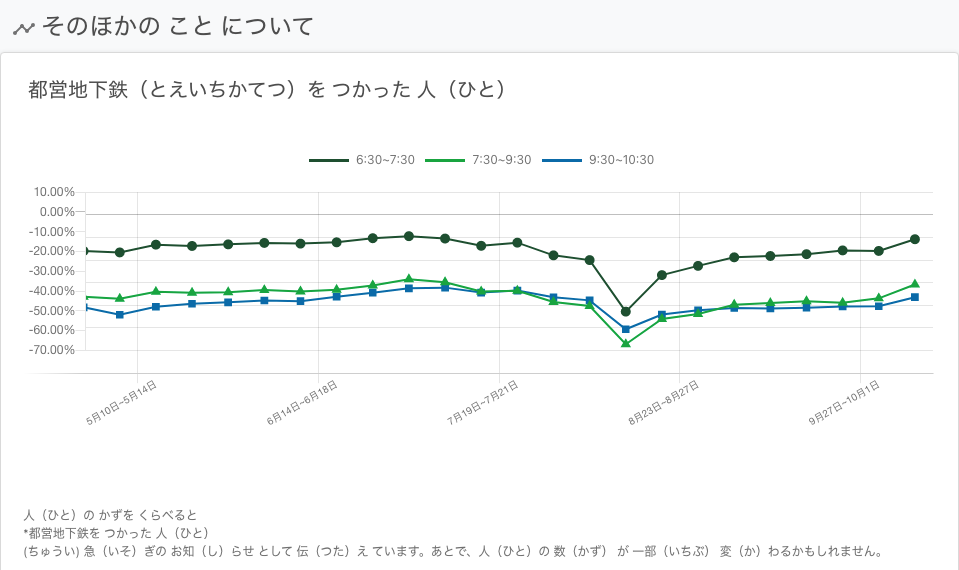 そのほかの こと について
都営地下鉄（とえいちかてつ）を つかった 人（ひと）
6:30~7:30 7:30~9:30 9:30~10:30
10.00%
0.00%
-10.00%
-20.00%
-30.00%
-40.00%
-50.00%
-60.00%
-70.00%
5月10日~5月14日 6月14日~6月18日 7月19日~7月21日 8月23日~8月27日 9月27日~10月1日
人（ひと）の かずを くらべると
*都営地下鉄を つかった 人（ひと）
(ちゅうい) 急（いそ）ぎの お知（し）らせ として 伝（つた）え ています。あとで、人（ひと）の 数（かず） が 一部（いちぶ） 変（か）わるかもしれません。